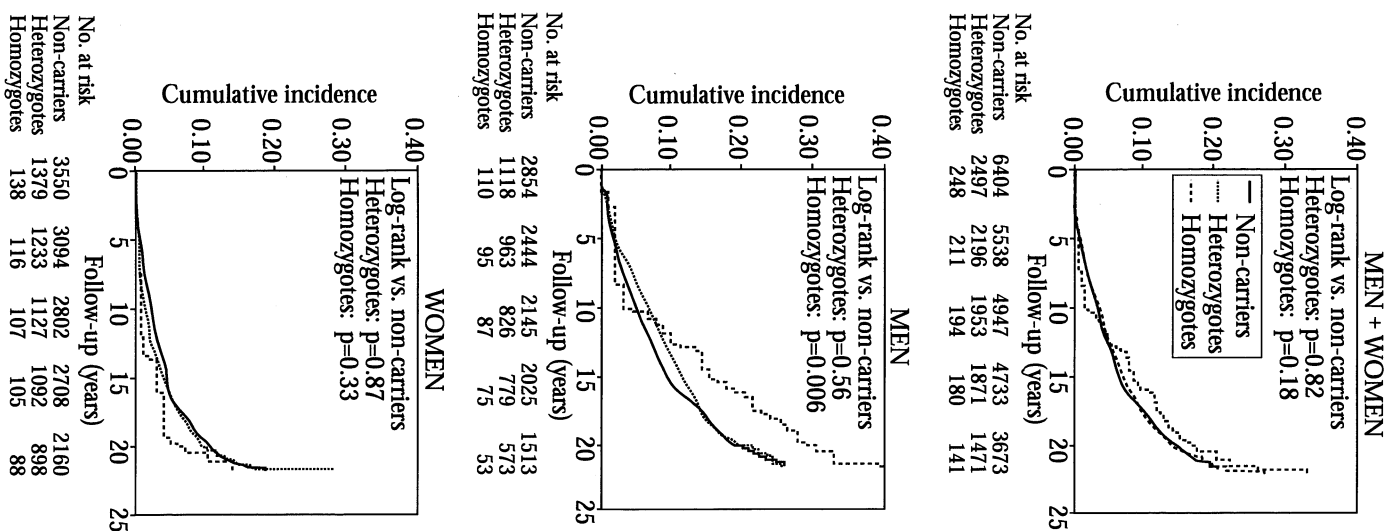 MEN + WOMEN
Cumulative incidence
0.40
0.30
0.20
0.10
0.00
Log-rank vs. non-carriers
Heterozygotes: p=0.82
Homozygotes: p=0.18
Non-carriers
Heterozygotes
Homozygotes
0 5 10 15 20 25
Follow-up (years)
No. at risk
Non-carriers 6404 5538 4947 4733 3673
Heterozygotes 2497 2196 1953 1871 1471
Homozygotes 248 211 194 180 141
MEN
Cumulative incidence
0.40
0.30
0.20
0.10
0.00
Log-rank vs. non-carriers
Heterozygotes: p=0.56
Homozygotes: p=0.006
0 5 10 15 20 25
Follow-up (years)
No. at risk
Non-carriers 2854 2444 2145 2025 1513
Heterozygotes 1118 963 826 779 573
Homozygotes 110 95 87 75 53
WOMEN
Cumulative incidence
0.40
0.30
0.20
0.10
0.00
Log-rank vs. non-carriers
Heterozygotes: p=0.87
Homozygotes: p=0.33
0 5 10 15 20 25
Follow-up (years)
No. at risk
Non-carriers 3550 3094 2802 2708 2160
Heterozygotes 1379 1233 1127 1092 898
Homozygotes 138 116 107 105 88